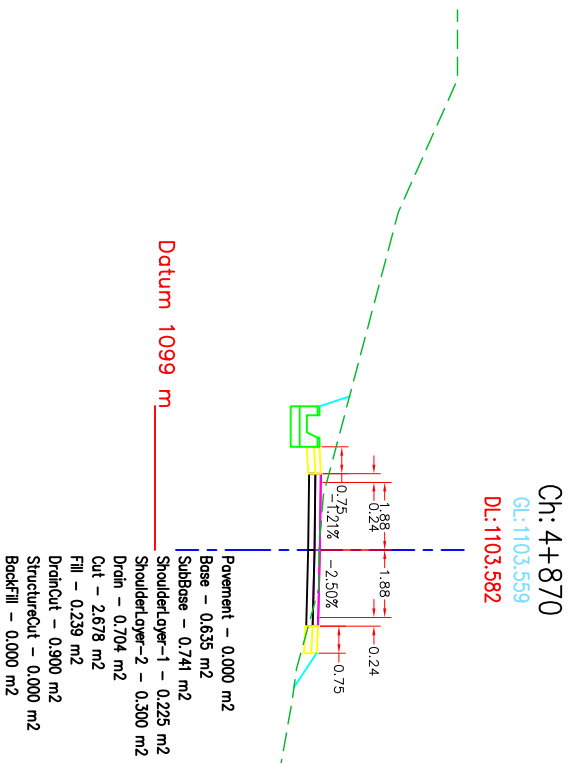 Ch: 4+870
GL:1103.559
DL:1103.582
1.88
1.88
0.24
0.24
0.75
0.75
-1.21%
-2.50%
Datum 1099 m
Pavement - 0.000 m2
Base - 0.635 m2
SubBase - 0.741 m2
ShoulderLayer-1 - 0.225 m2
ShoulderLayer-2 - 0.300 m2
Drain - 0.704 m2
Cut - 2.678 m2
Fill - 0.239 m2
DrainCut - 0.900 m2
StructureCut - 0.000 m2
BackFill - 0.000 m2